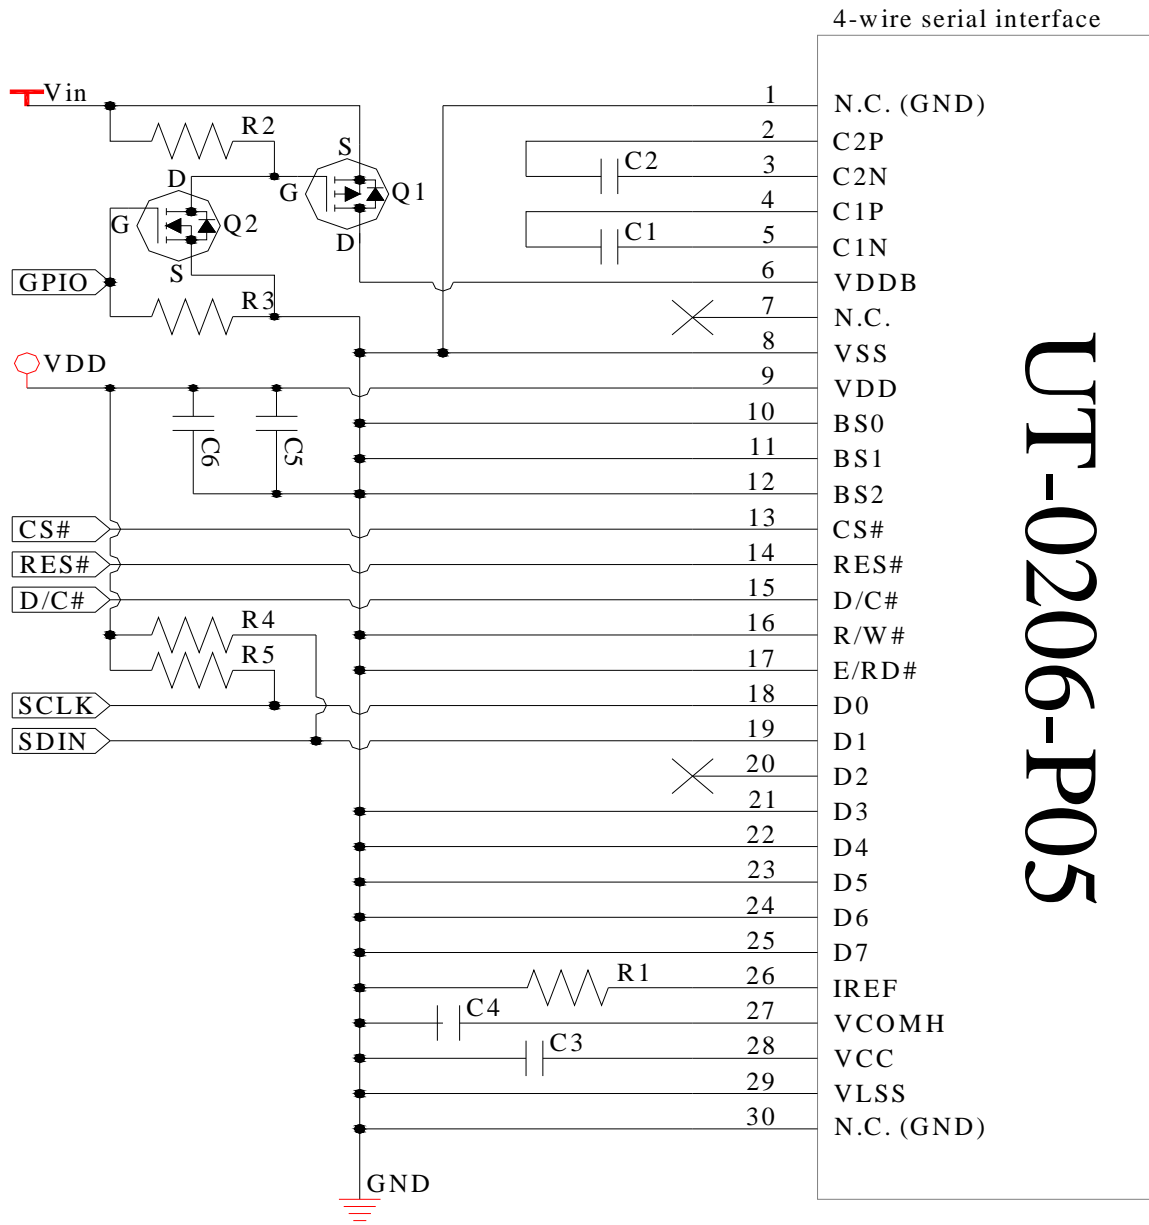 4-wire serial interface
Vin
R2
S
D
G
Q1
G
Q2
D
S
GPIO
R3
VDD
C6
C5
CS#
RES#
D/C#
R4
R5
SCLK
SDIN
C2
C1
R1
C4
C3
GND
1 N.C. (GND)
2 C2P
3 C2N
4 C1P
5 C1N
6 VDDB
7 N.C.
8 VSS
9 VDD
10 BS0
11 BS1
12 BS2
13 CS#
14 RES#
15 D/C#
16 R/W#
17 E/RD#
18 D0
19 D1
20 D2
21 D3
22 D4
23 D5
24 D6
25 D7
26 IREF
27 VCOMH
28 VCC
29 VLSS
30 N.C. (GND)
UT-0206-P05